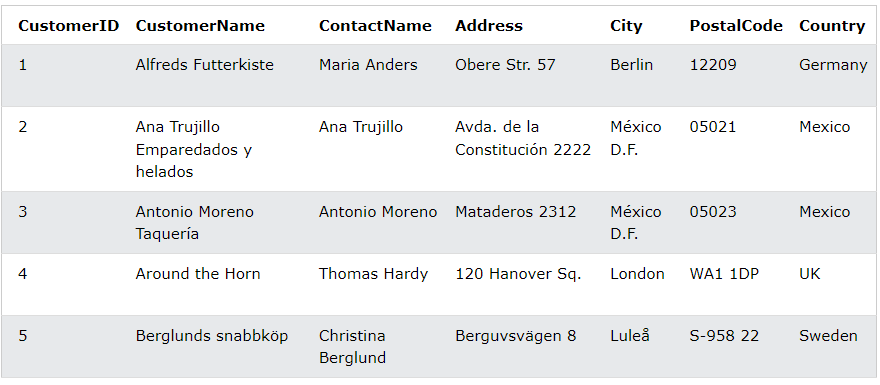 CustomerID CustomerName ContactName Address City PostalCode Country
1 Alfreds Futterkiste Maria Anders Obere Str. 57 Berlin 12209 Germany
2 Ana Trujillo Ana Trujillo Avda. de la México 05021 Mexico
Emparedados y Constitución 2222 D.F.
helados
3 Antonio Moreno Antonio Moreno Mataderos 2312 México 05023 Mexico
Taquería D.F.
4 Around the Horn Thomas Hardy 120 Hanover Sq. London WA1 1DP UK
5 Berglunds snabbköp Christina Berguvsvägen 8 Luleå S-958 22 Sweden
Berglund